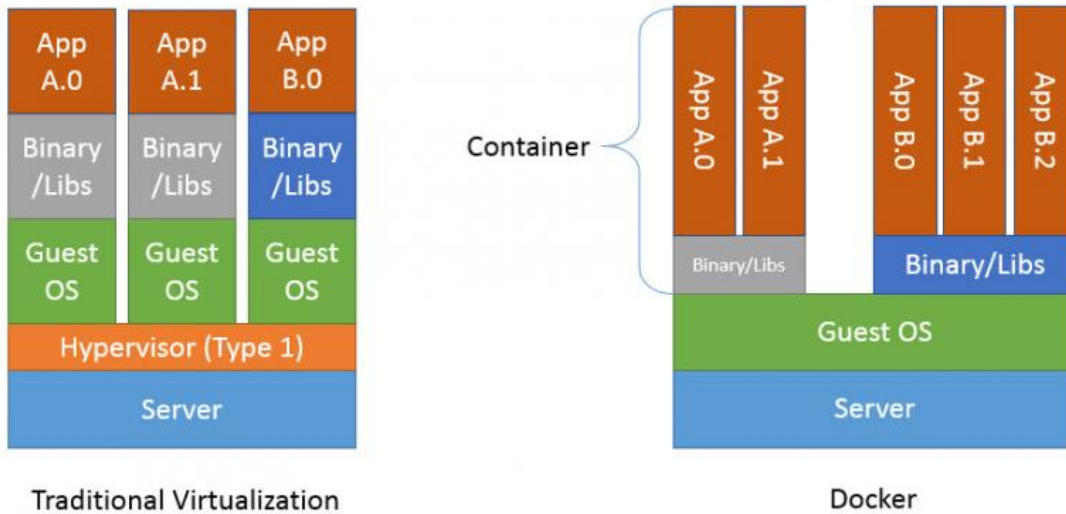 App
A.0
App
A.1
App
B.0
Binary
/Libs
Binary
/Libs
Binary
/Libs
Guest
OS
Guest
OS
Guest
OS
Hypervisor (Type 1)
Server
Traditional Virtualization
Container
App A.0
App A.1
App B.0
App B.1
App B.2
Binary/Libs
Binary/Libs
Guest OS
Server
Docker